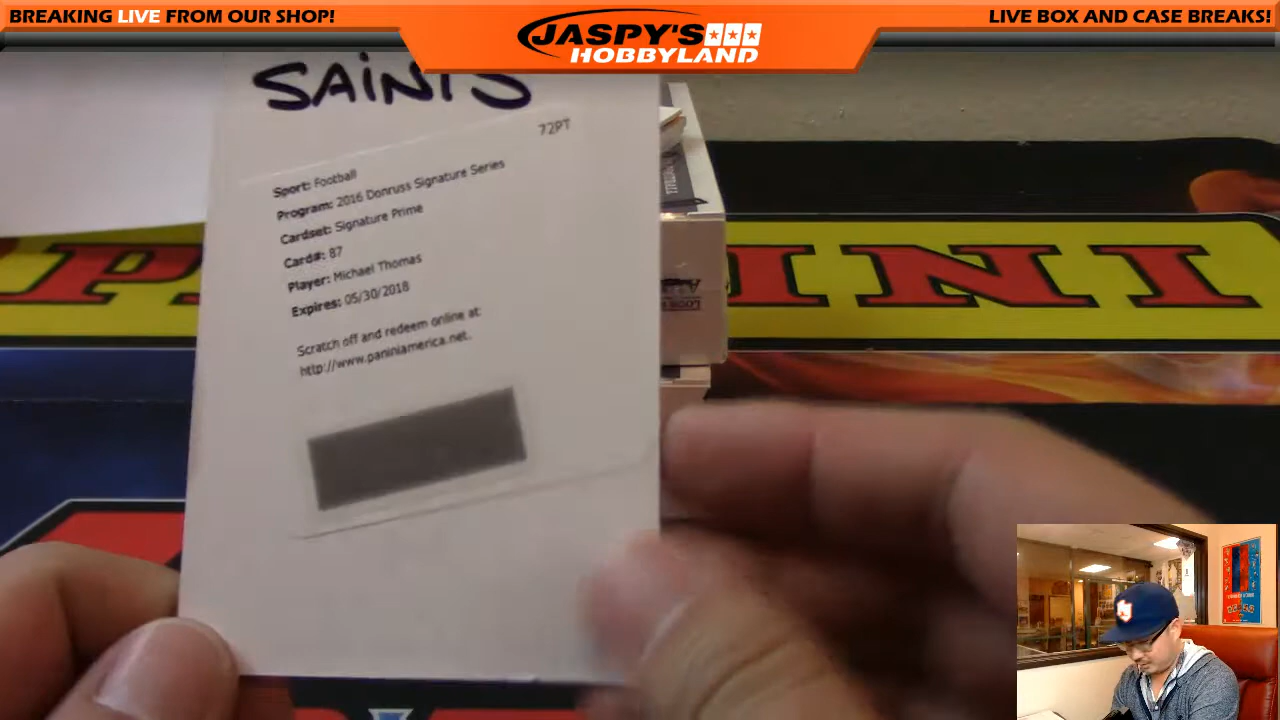 BREAKING LIVE FROM OUR SHOP!
JASPY'S
HOBBYLAND
LIVE BOX AND CASE BREAKS!
SAINTS
72PT
Sport: Football
Program: 2016 Donruss Signature Series
Cardset: Signature Prime
Card#: 87
Player: Michael Thomas
Expires: 05/30/2018
Scratch off and redeem online at:
http://www.paniniamerica.net.
P
INI